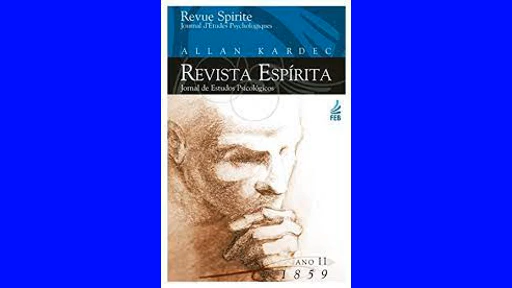 Revue Spirite
Journal d'Études Psychologiques
ALLAN KARDEC
REVISTA ESPÍRITA
Jornal de Estudos Psicológicos
FEB
ANO II
1859